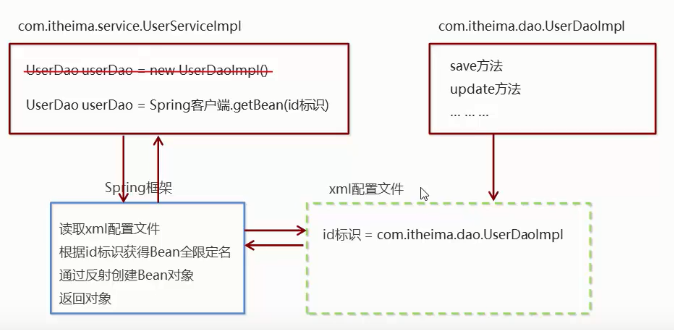 com.itheima.service.UserServiceImpl
UserDao userDao = new UserDaoImpl()
UserDao userDao = Spring客户端.getBean(id标识)
com.itheima.dao.UserDaoImpl
save方法
update方法
... ... ...
Spring框架
读取xml配置文件
根据id标识获得Bean全限定名
通过反射创建Bean对象
返回对象
xml配置文件
id标识 = com.itheima.dao.UserDaoImpl